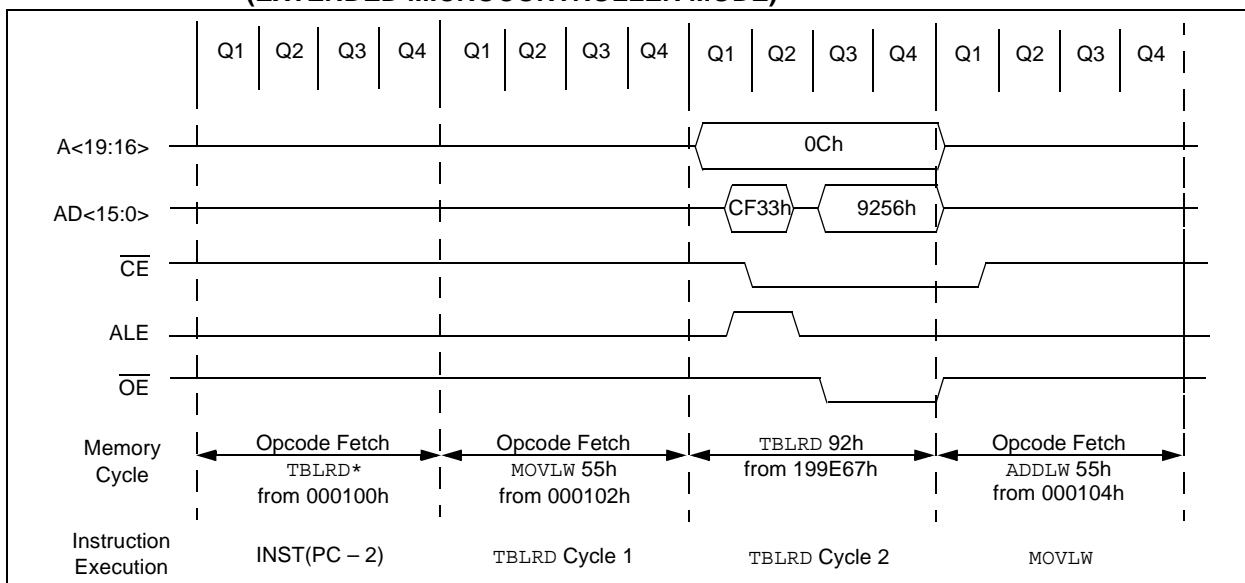 (EXTENDED MICROCONTROLLER MODE)
Q1 Q2 Q3 Q4 Q1 Q2 Q3 Q4 Q1 Q2 Q3 Q4 Q1 Q2 Q3 Q4
A<19:16>
0Ch
AD<15:0>
CF33h
9256h
CE
ALE
OE
Memory
Cycle
Opcode Fetch
TBLRD*
from 000100h
Opcode Fetch
MOVLW 55h
from 000102h
TBLRD 92h
from 199E67h
Opcode Fetch
ADDLW 55h
from 000104h
Instruction
Execution
INST(PC – 2)
TBLRD Cycle 1
TBLRD Cycle 2
MOVLW